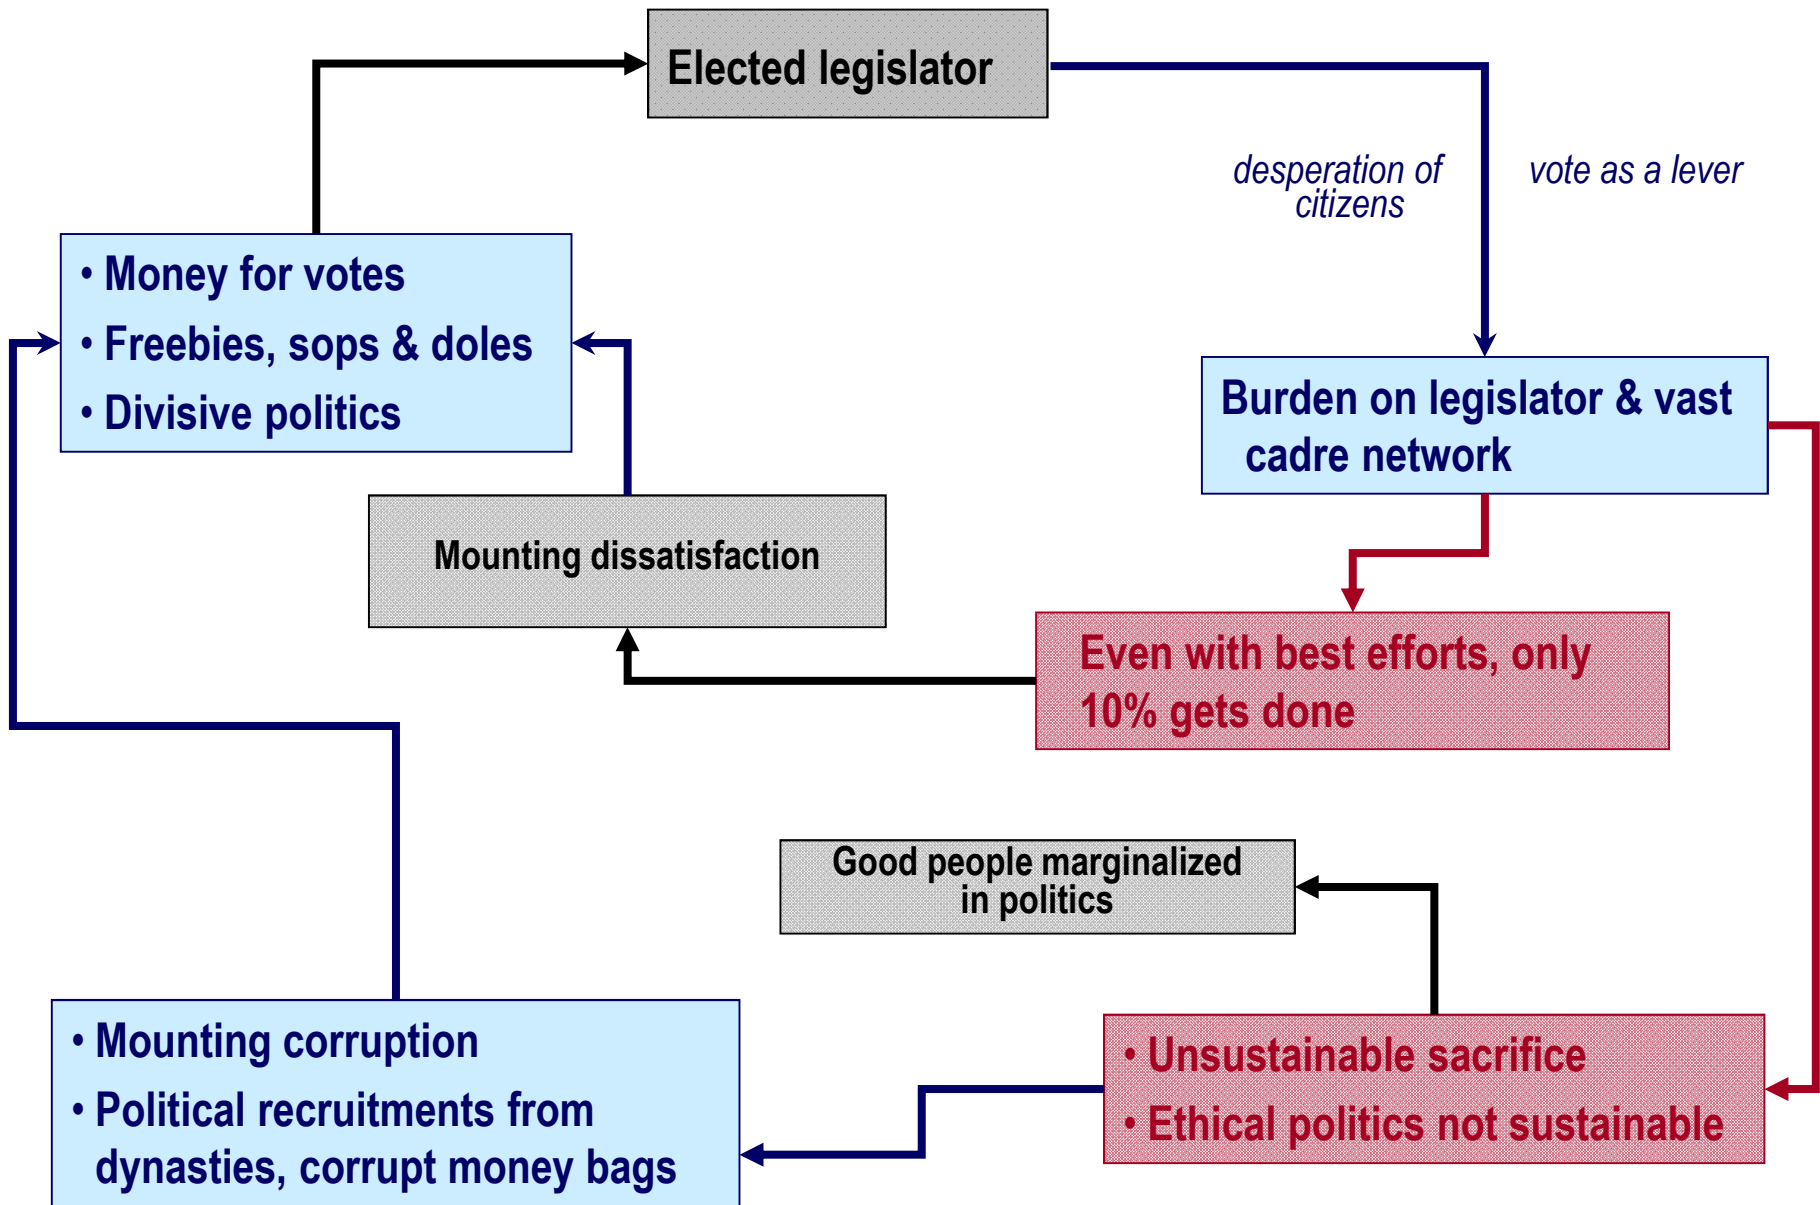 Elected legislator
desperation of
citizens
vote as a lever
• Money for votes
• Freebies, sops & doles
• Divisive politics
Burden on legislator & vast
cadre network
Mounting dissatisfaction
Even with best efforts, only
10% gets done
Good people marginalized
in politics
• Mounting corruption
• Political recruitments from
dynasties, corrupt money bags
• Unsustainable sacrifice
• Ethical politics not sustainable